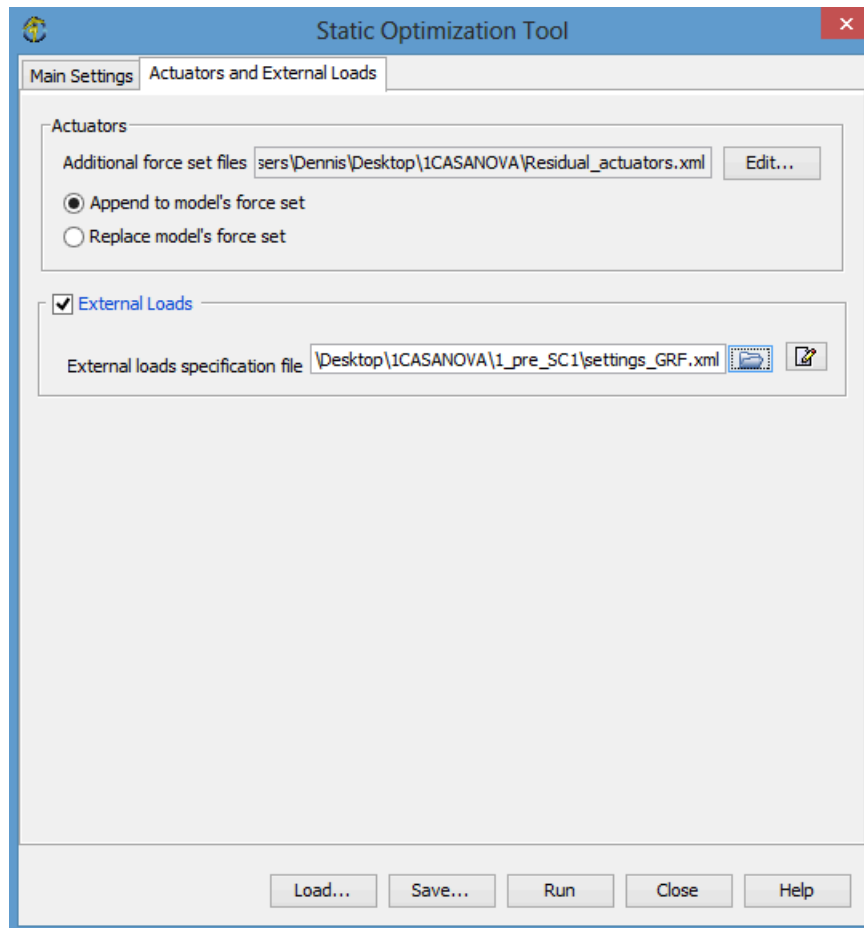 Static Optimization Tool
Main Settings Actuators and External Loads
Actuators
Additional force set files sers\Dennis\Desktop\1CASANOVA\Residual_actuators.xml Edit...
Append to model's force set
Replace model's force set
External Loads
External loads specification file \Desktop\1CASANOVA\1_pre_SC1\settings_GRF.xml
Load... Save... Run Close Help